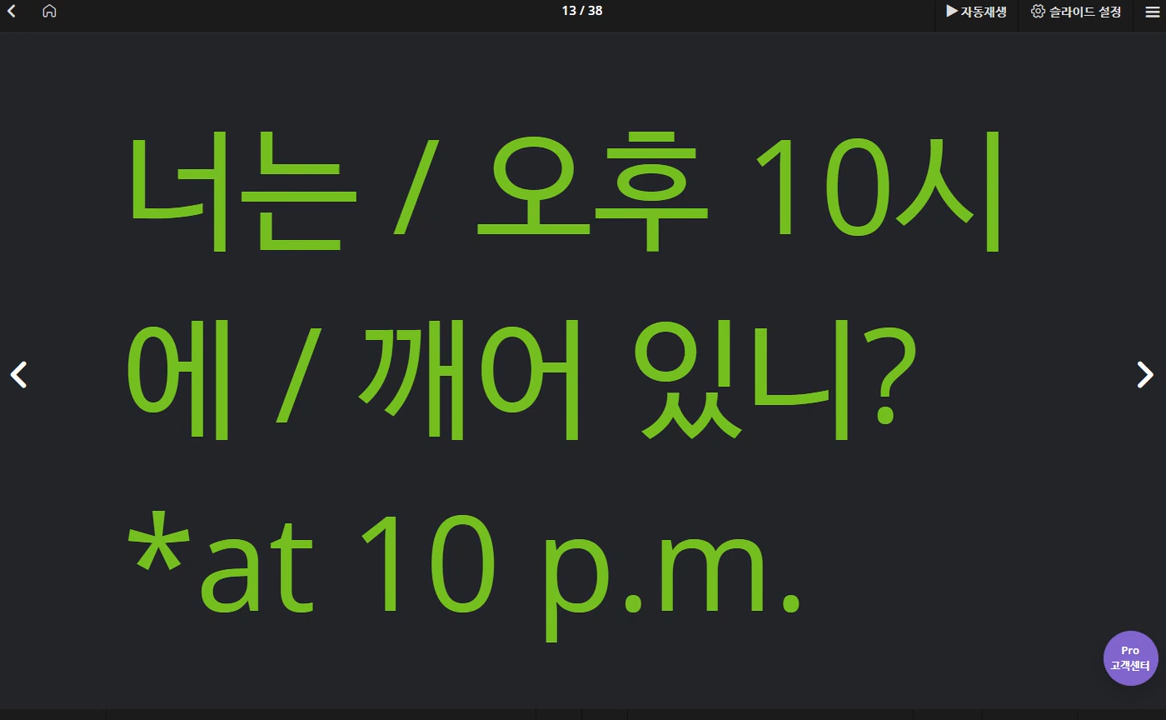 13 / 38
▶ 자동재생
슬라이드 설정
너는 / 오후 10시
에 / 깨어 있니?
*at 10 p.m.
Pro
고객센터